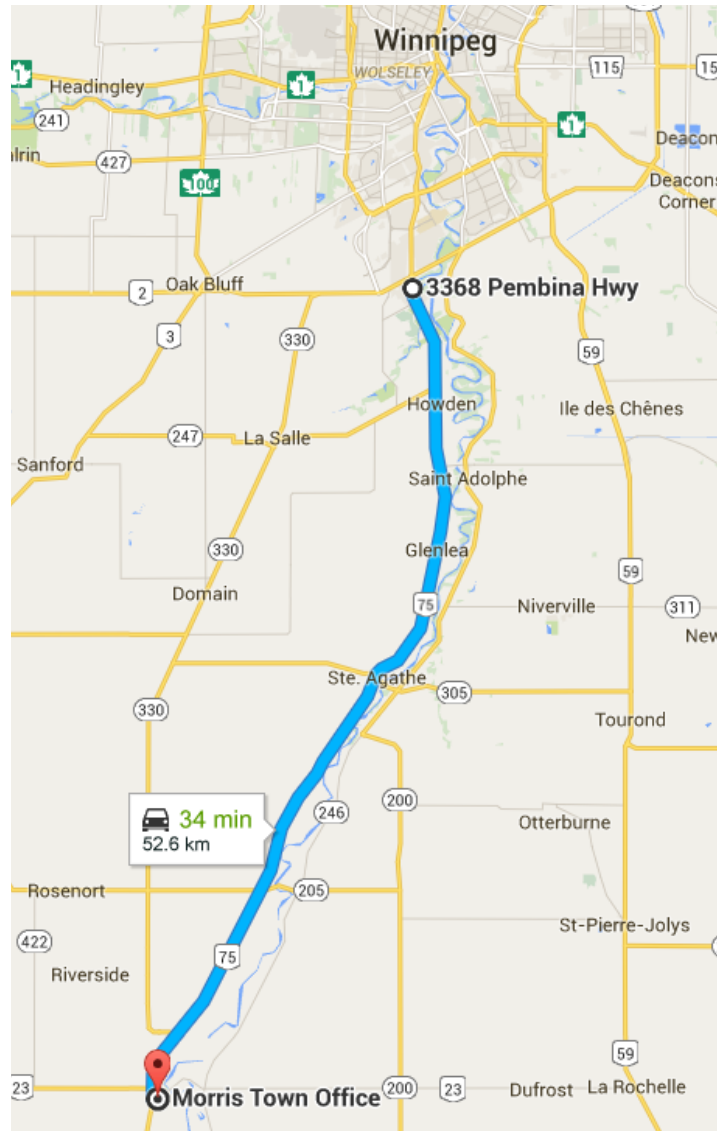 Winnipeg
WOLSELEY
1
Headingley
1
115
15
241
1
427
Deacon
100
Deacons
Corner
Oak Bluff
2
3368 Pembina Hwy
3
330
59
Howden
Ile des Chênes
247
La Salle
Sanford
Saint Adolphe
330
Glenlea
59
Domain
75
Niverville
311
New
Ste. Agathe
305
330
Tourond
34 min
52.6 km
246
200
Otterburne
Rosenort
205
St-Pierre-Jolys
422
75
Riverside
59
23
200
23
Dufrost
La Rochelle
Morris Town Office